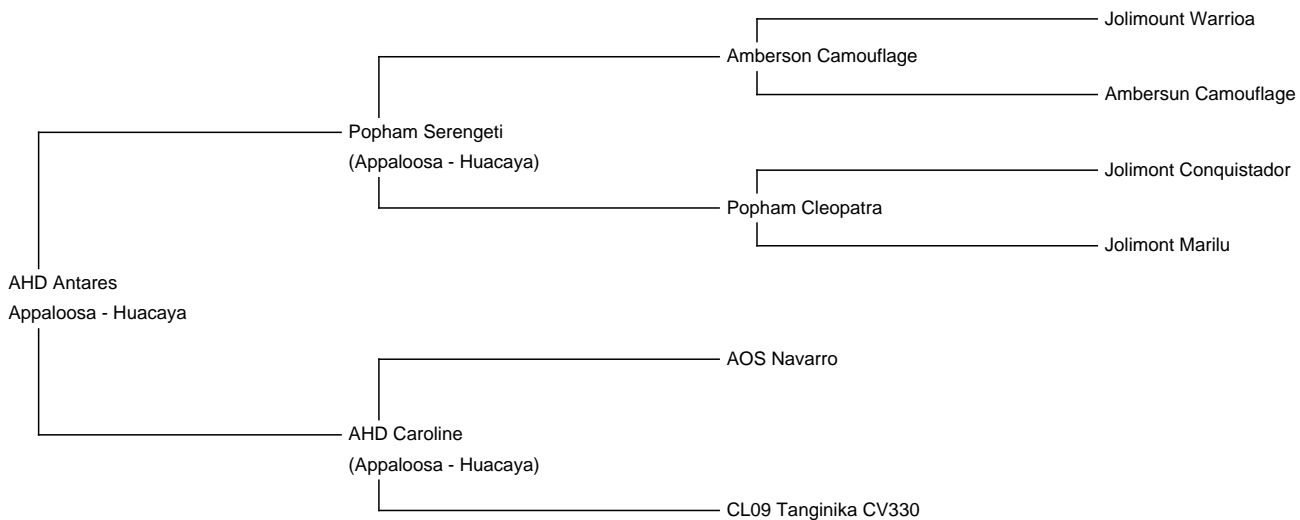 Jolimount Warrioa
Amberson Camouflage
Ambersun Camouflage
Popham Serengeti
(Appaloosa - Huacaya)
Jolimont Conquistador
Popham Cleopatra
Jolimont Marilu
AHD Antares
Appaloosa - Huacaya
AOS Navarro
AHD Caroline
(Appaloosa - Huacaya)
CL09 Tanginika CV330